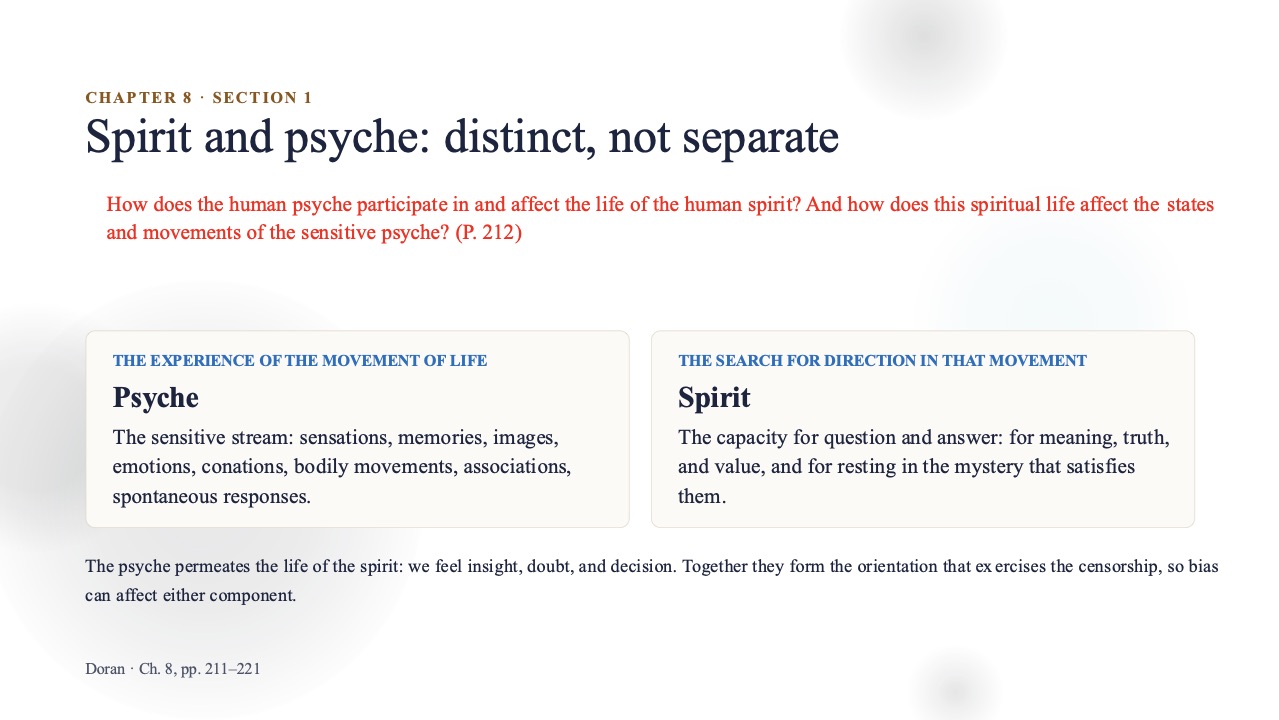 CHAPTER 8 · SECTION 1
Spirit and psyche: distinct, not separate
How does the human psyche participate in and affect the life of the human spirit? And how does this spiritual life affect the states
and movements of the sensitive psyche? (P. 212)
THE EXPERIENCE OF THE MOVEMENT OF LIFE
Psyche
The sensitive stream: sensations, memories, images,
emotions, conations, bodily movements, associations,
spontaneous responses.
THE SEARCH FOR DIRECTION IN THAT MOVEMENT
Spirit
The capacity for question and answer: for meaning, truth,
and value, and for resting in the mystery that satisfies
them.
The psyche permeates the life of the spirit: we feel insight, doubt, and decision. Together they form the orientation that exercises the censorship, so bias
can affect either component.
Doran · Ch. 8, pp. 211–221